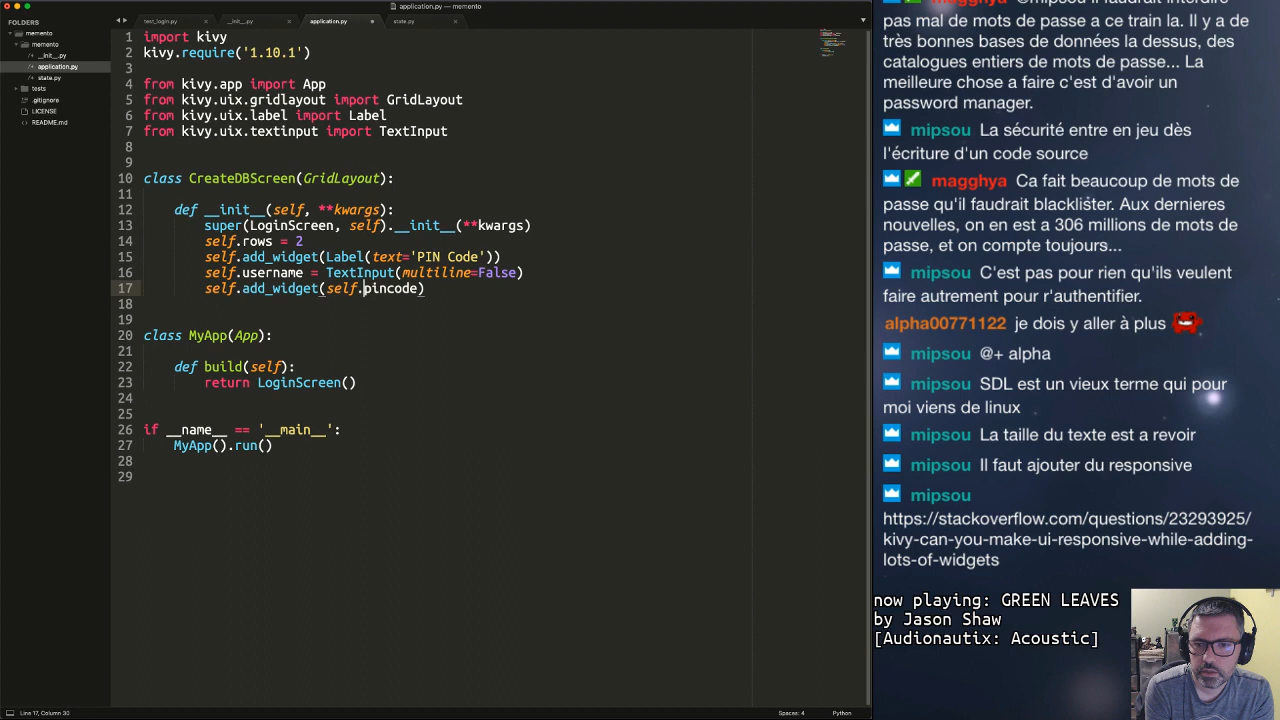 application.py — memento
FOLDERS
memento
memento
__init__.py
application.py
state.py
tests
.gitignore
LICENSE
README.md
test_login.py
__init__.py
application.py
state.py
1 import kivy
2 kivy.require('1.10.1')
3
4 from kivy.app import App
5 from kivy.uix.gridlayout import GridLayout
6 from kivy.uix.label import Label
7 from kivy.uix.textinput import TextInput
8
9
10 class CreateDBScreen(GridLayout):
11
12 def __init__(self, **kwargs):
13 super(LoginScreen, self).__init__(**kwargs)
14 self.rows = 2
15 self.add_widget(Label(text='PIN Code'))
16 self.username = TextInput(multiline=False)
17 self.add_widget(self.pincode)
18
19
20 class MyApp(App):
21
22 def build(self):
23 return LoginScreen()
24
25
26 if __name__ == '__main__':
27 MyApp().run()
28
29
Line 17, Column 30
Spaces: 4
Python
magghya @mipsou il faudrait interdire
pas mal de mots de passe a ce train la. Il y a de
très bonnes bases de données la dessus, des
catalogues entiers de mots de passe... La
meilleure chose a faire c'est d'avoir un
password manager.
mipsou La sécurité entre en jeu dès
l'écriture d'un code source
magghya Ca fait beaucoup de mots de
passe qu'il faudrait blacklister. Aux dernieres
nouvelles, on en est a 306 millions de mots de
passe, et on compte toujours...
mipsou C'est pas pour rien qu'ils veulent
faire autrement pour r'authentifier.
alpha00771122 je dois y aller à plus
mipsou @+ alpha
mipsou SDL est un vieux terme qui pour
moi viens de linux
mipsou La taille du texte est a revoir
mipsou Il faut ajouter du responsive
mipsou
https://stackoverflow.com/questions/23293925/
kivy-can-you-make-ui-responsive-while-adding-
lots-of-widgets
now playing: GREEN LEAVES
by Jason Shaw
[Audionautix: Acoustic]